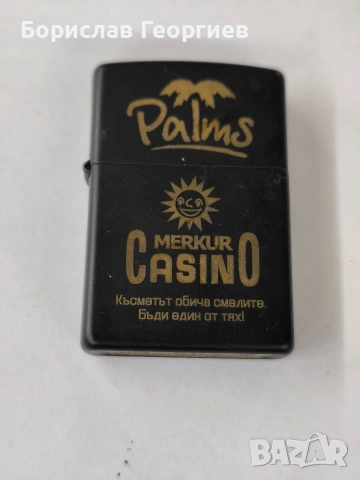 Борислав Георгиев
Palms
MERKUR
CASINO
Късметът обича смелите.
Бъди един от тях!
BAZAR